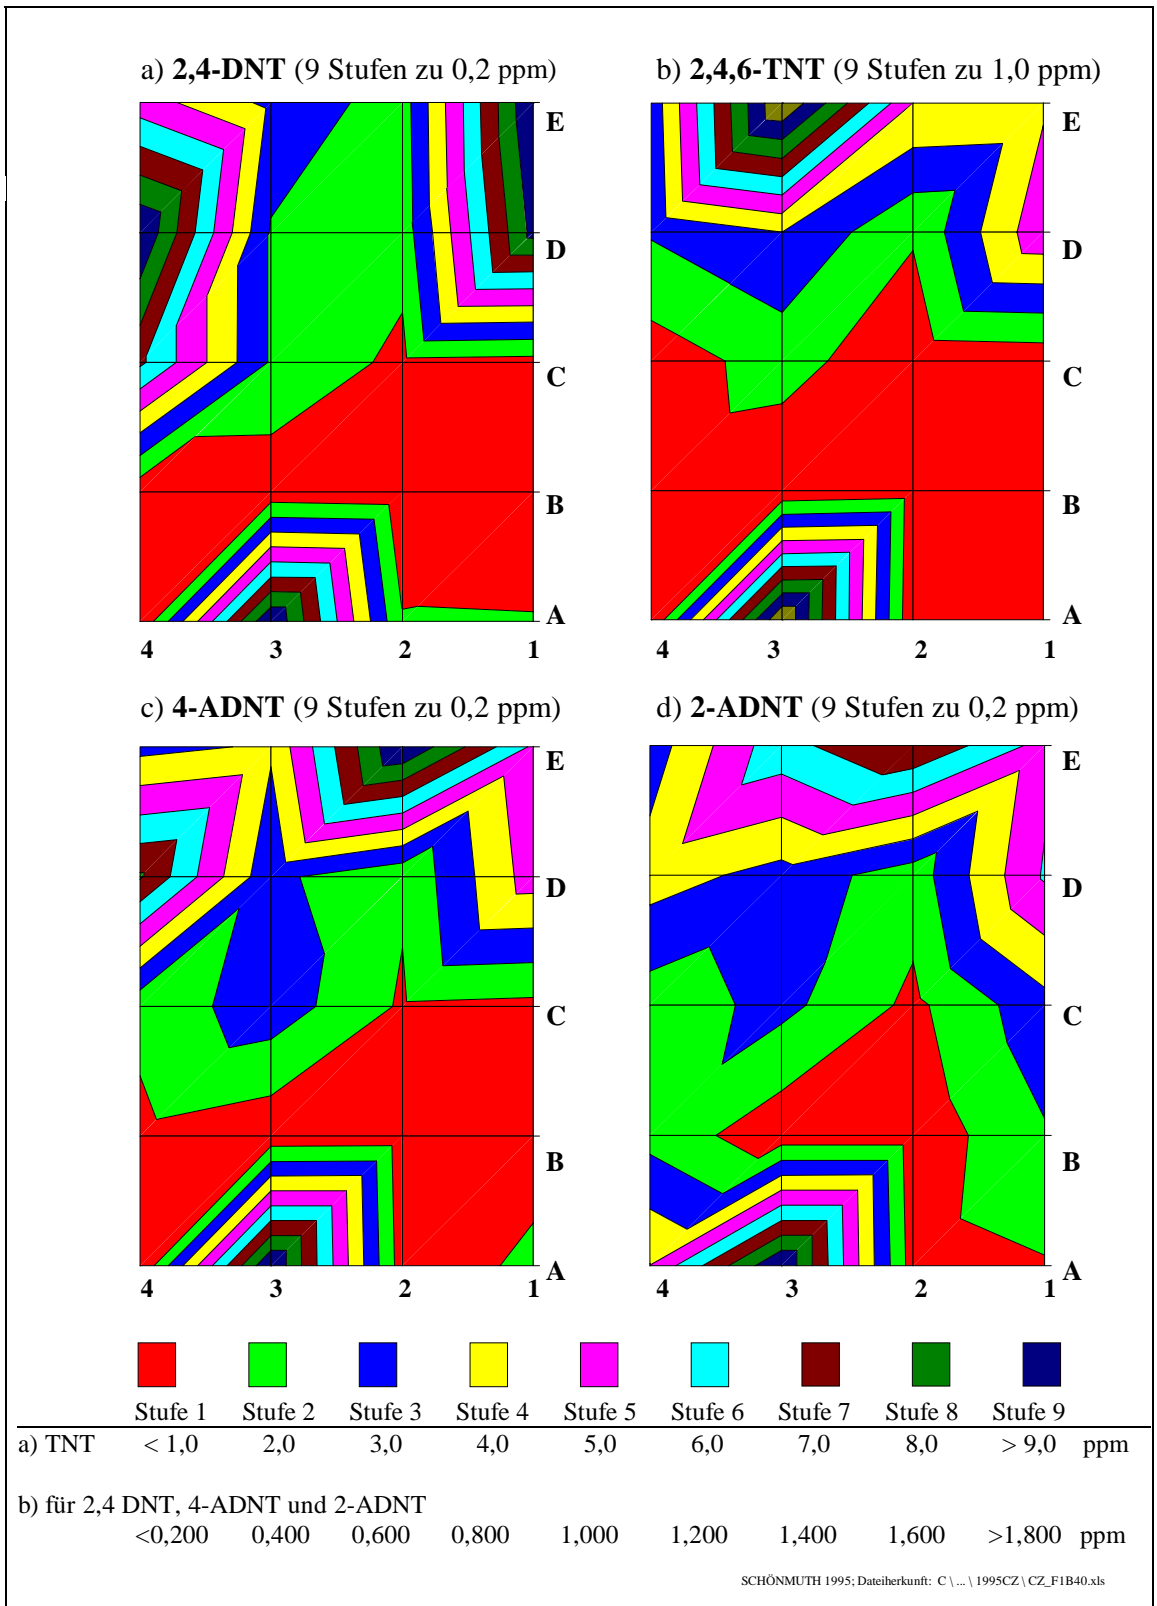 a) 2,4-DNT (9 Stufen zu 0,2 ppm)
b) 2,4,6-TNT (9 Stufen zu 1,0 ppm)
E
D
C
B
A
4 3 2 1
E
D
C
B
A
4 3 2 1
c) 4-ADNT (9 Stufen zu 0,2 ppm)
d) 2-ADNT (9 Stufen zu 0,2 ppm)
E
D
C
B
A
4 3 2 1
E
D
C
B
A
4 3 2 1
Stufe 1 Stufe 2 Stufe 3 Stufe 4 Stufe 5 Stufe 6 Stufe 7 Stufe 8 Stufe 9
a) TNT < 1,0 2,0 3,0 4,0 5,0 6,0 7,0 8,0 > 9,0 ppm
b) für 2,4 DNT, 4-ADNT und 2-ADNT
<0,200 0,400 0,600 0,800 1,000 1,200 1,400 1,600 >1,800 ppm
SCHÖNMUTH 1995; Dateiherkunft: C \ ... \ 1995CZ \ CZ_F1B40.xls